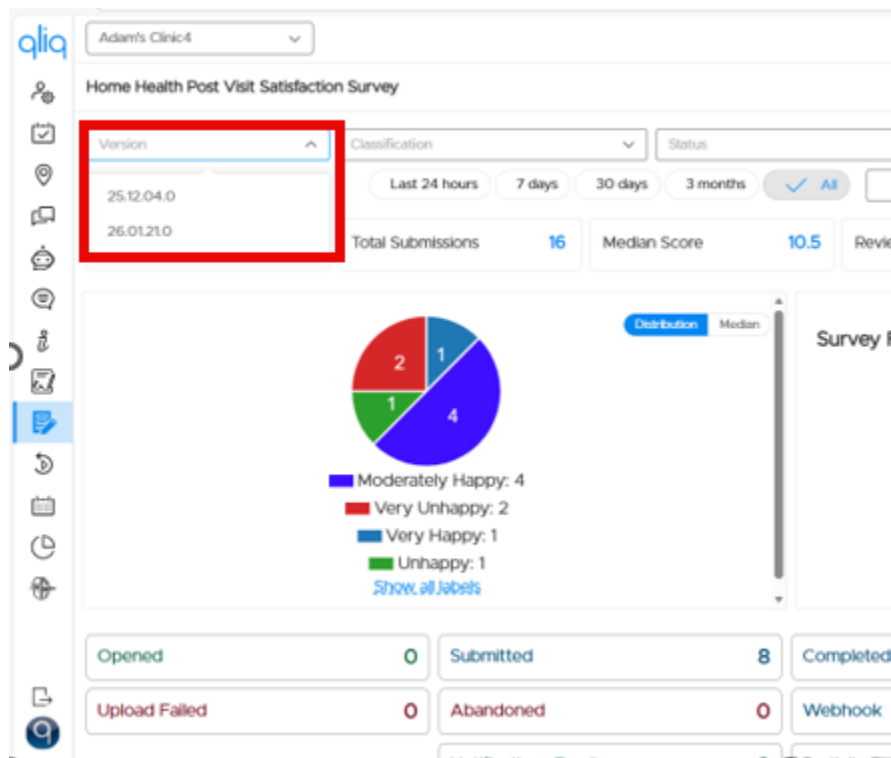 qliq
Adam's Clinic4
Home Health Post Visit Satisfaction Survey
Version
Classification
Status
25.12.04.0
26.01.21.0
Last 24 hours
7 days
30 days
3 months
All
Total Submissions 16
Median Score 10.5
Distribution
Median
Survey
2
1
1
4
Moderately Happy: 4
Very Unhappy: 2
Very Happy: 1
Unhappy: 1
Show all labels
Opened 0
Submitted 8
Completed
Upload Failed 0
Abandoned 0
Webhook